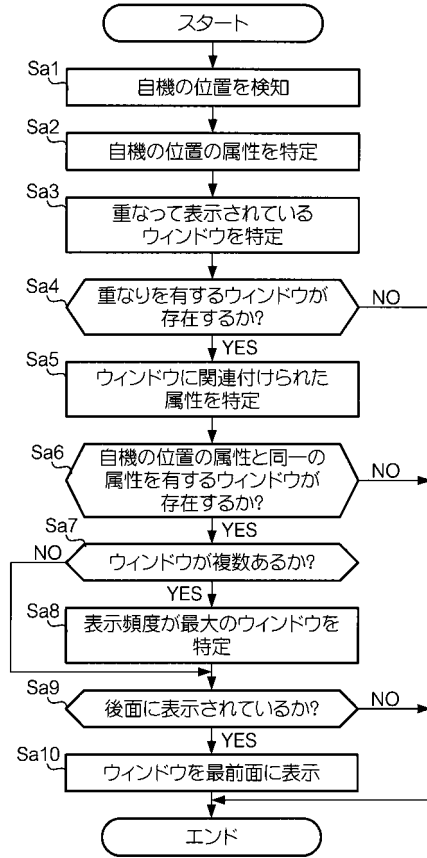 スタート
Sa1
自機の位置を検知
Sa2
自機の位置の属性を特定
Sa3
重なって表示されている
ウィンドウを特定
Sa4
重なりを有するウィンドウが
存在するか?
NO
YES
Sa5
ウィンドウに関連付けられた
属性を特定
Sa6
自機の位置の属性と同一の
属性を有するウィンドウが
存在するか?
NO
YES
Sa7
NO
ウィンドウが複数あるか?
YES
Sa8
表示頻度が最大のウィンドウを
特定
Sa9
後面に表示されているか?
NO
YES
Sa10
ウィンドウを最前面に表示
エンド